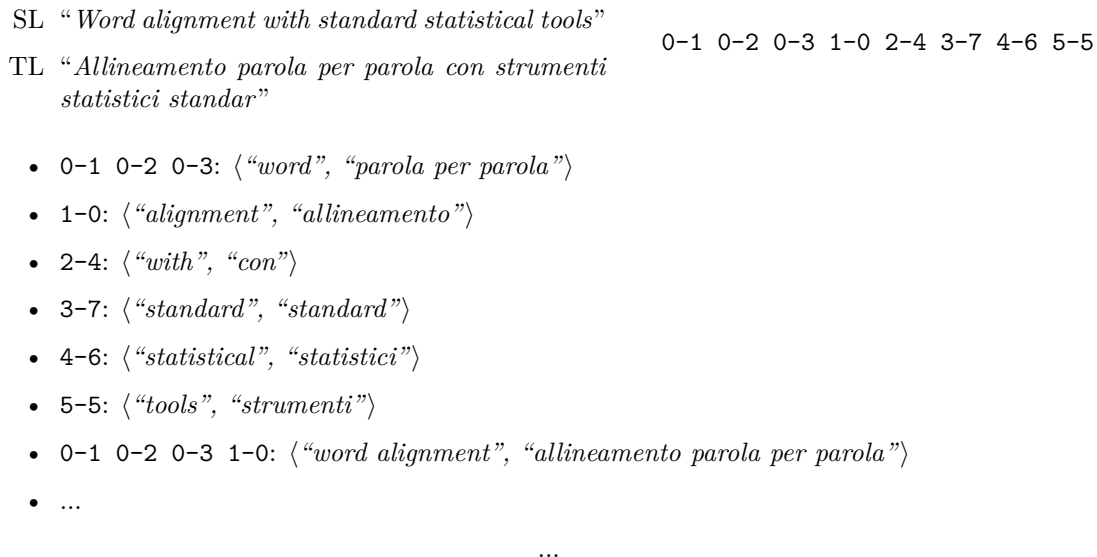 SL “Word alignment with standard statistical tools”
0-1 0-2 0-3 1-0 2-4 3-7 4-6 5-5
TL “Allineamento parola per parola con strumenti
statistici standar”
• 0-1 0-2 0-3: ⟨“word”, “parola per parola”⟩
• 1-0: ⟨“alignment”, “allineamento”⟩
• 2-4: ⟨“with”, “con”⟩
• 3-7: ⟨“standard”, “standard”⟩
• 4-6: ⟨“statistical”, “statistici”⟩
• 5-5: ⟨“tools”, “strumenti”⟩
• 0-1 0-2 0-3 1-0: ⟨“word alignment”, “allineamento parola per parola”⟩
• ...
...